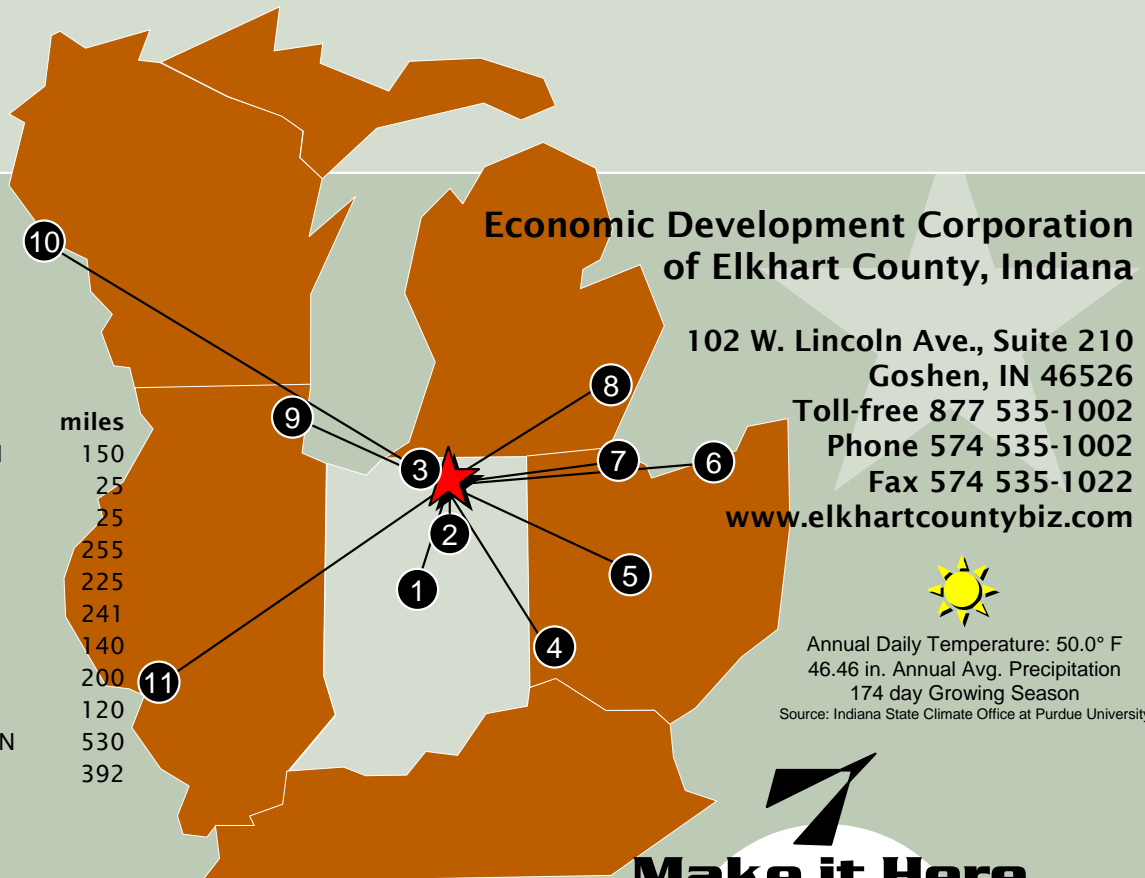 Economic Development Corporation
of Elkhart County, Indiana
102 W. Lincoln Ave., Suite 210
Goshen, IN 46526
Toll-free 877 535-1002
Phone 574 535-1002
Fax 574 535-1022
www.elkhartcountybiz.com
10
8
9
3
7
6
2
5
1
4
11
miles
150
25
25
255
225
241
140
200
120
N 530
392
Annual Daily Temperature: 50.0° F
46.46 in. Annual Avg. Precipitation
174 day Growing Season
Source: Indiana State Climate Office at Purdue University
Make it Here